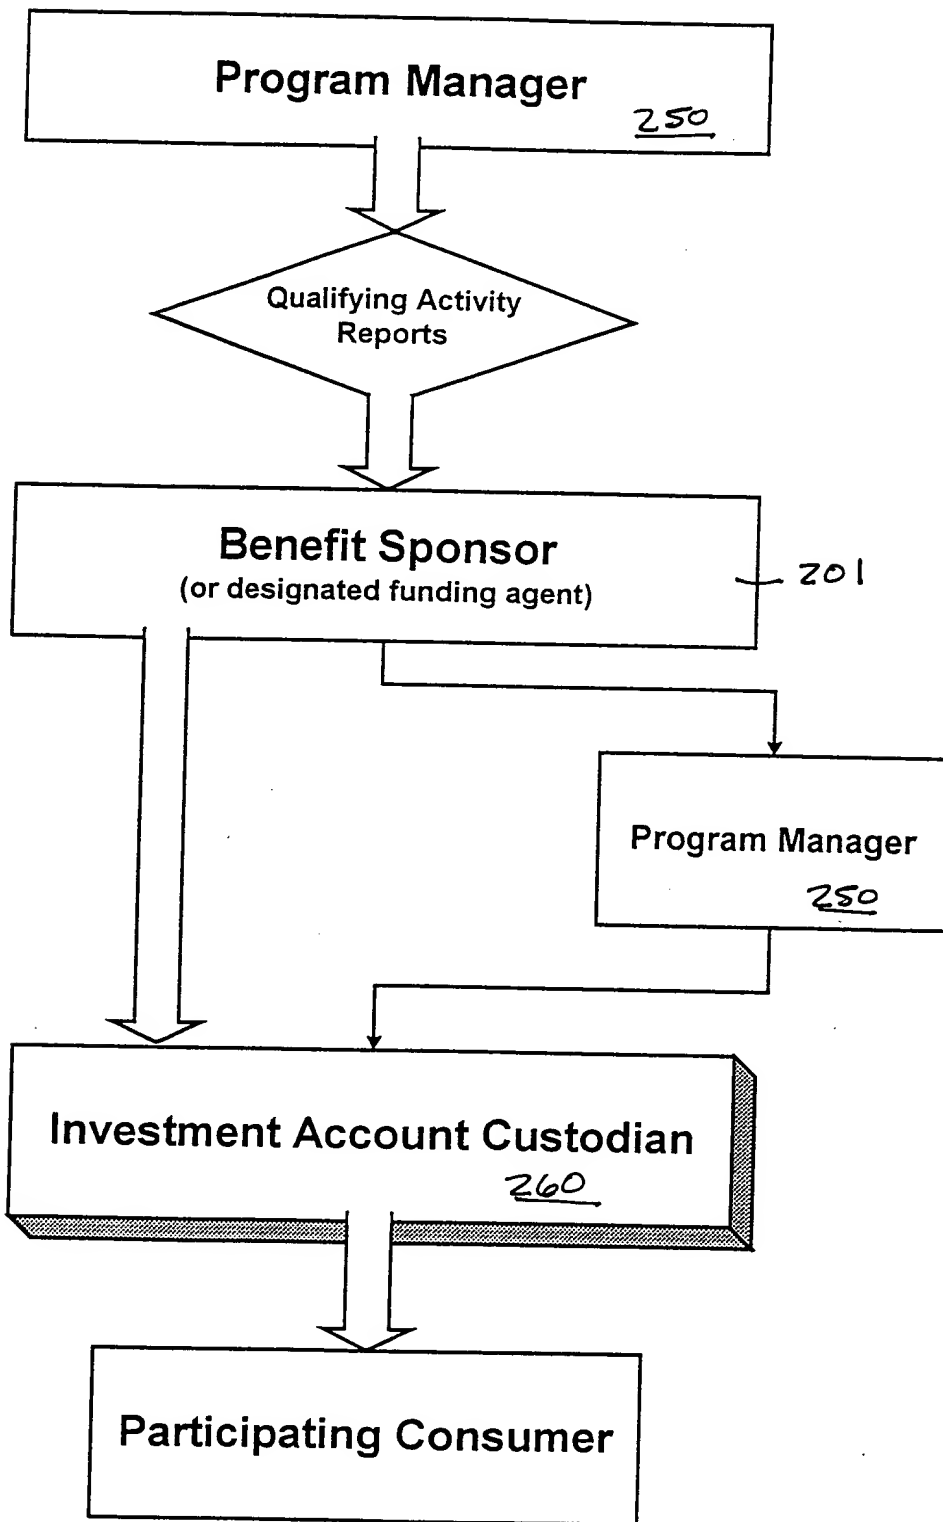 Program Manager
250
Qualifying Activity
Reports
Benefit Sponsor
(or designated funding agent)
201
Program Manager
250
Investment Account Custodian
260
Participating Consumer